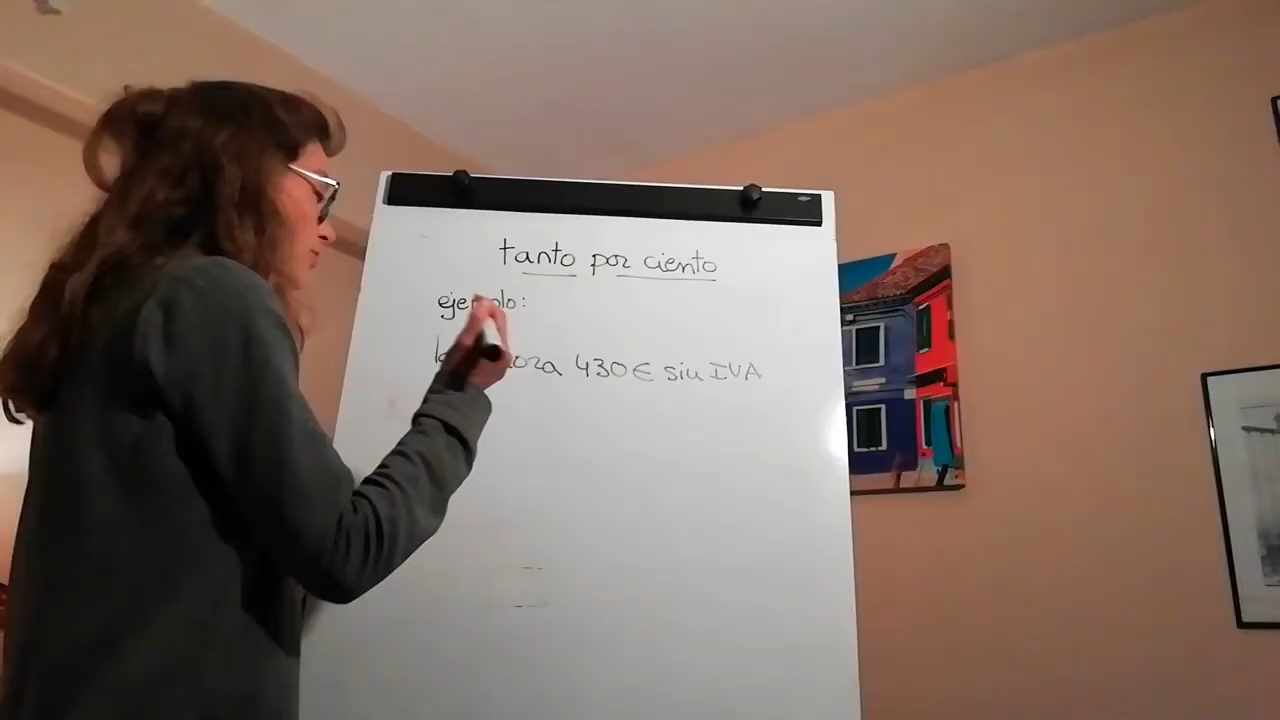 tanto por ciento
ejemplo:
430€ sin IVA